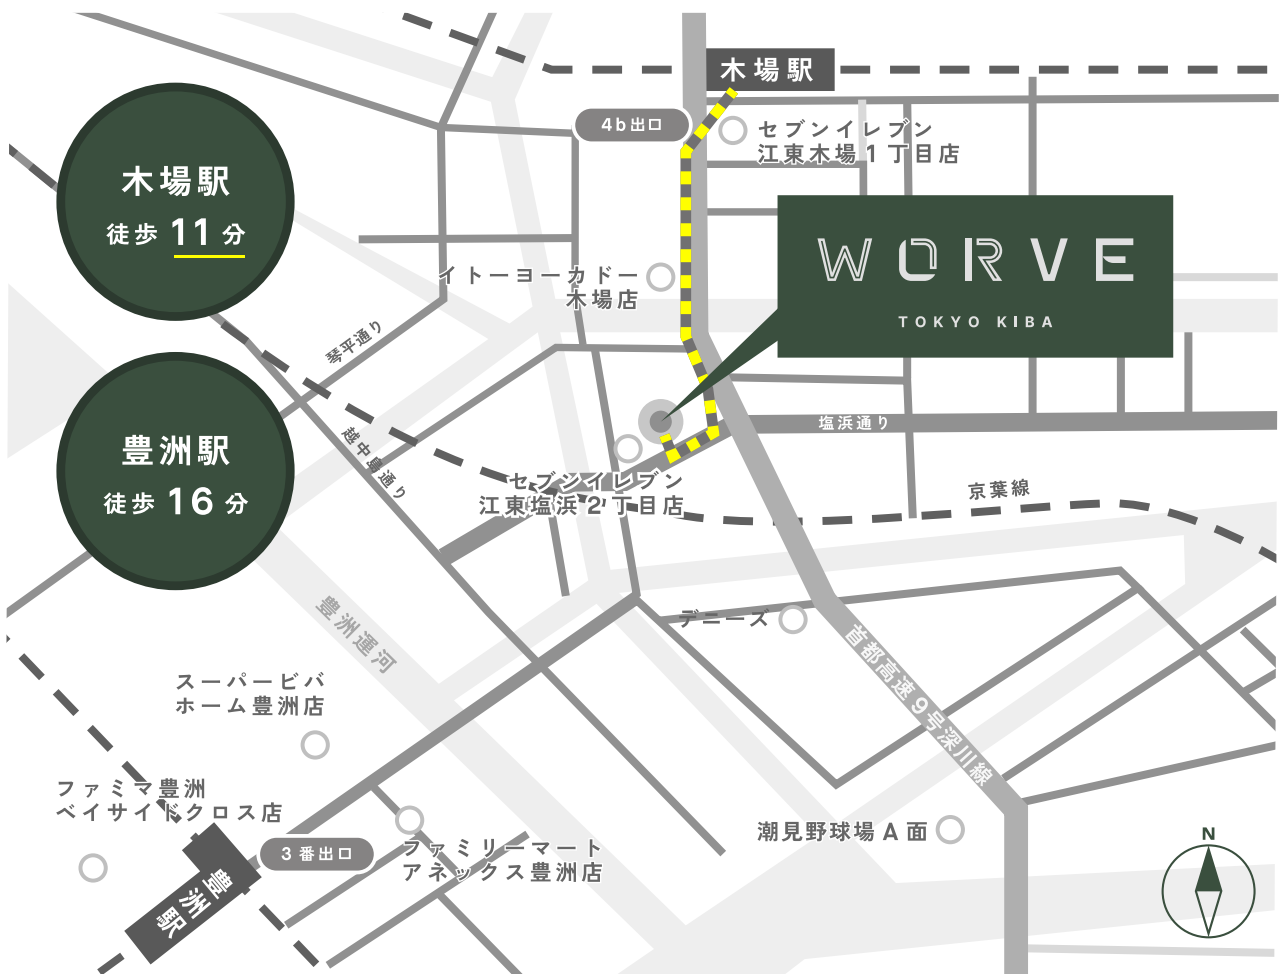 木場駅
4b出口
セブンイレブン
江東木場1丁目店
木場駅
徒歩 11 分
WORVE
TOKYO KIBA
イトーヨーカドー
木場店
琴平通り
塩浜通り
豊洲駅
徒歩 16 分
越中島通り
セブンイレブン
江東塩浜2丁目店
京葉線
豊洲運河
デニーズ
首都高速9号深川線
スーパービバ
ホーム豊洲店
ファミマ豊洲
ベイサイドクロス店
3番出口
ファミリーマート
アネックス豊洲店
潮見野球場A面
N
豊洲駅